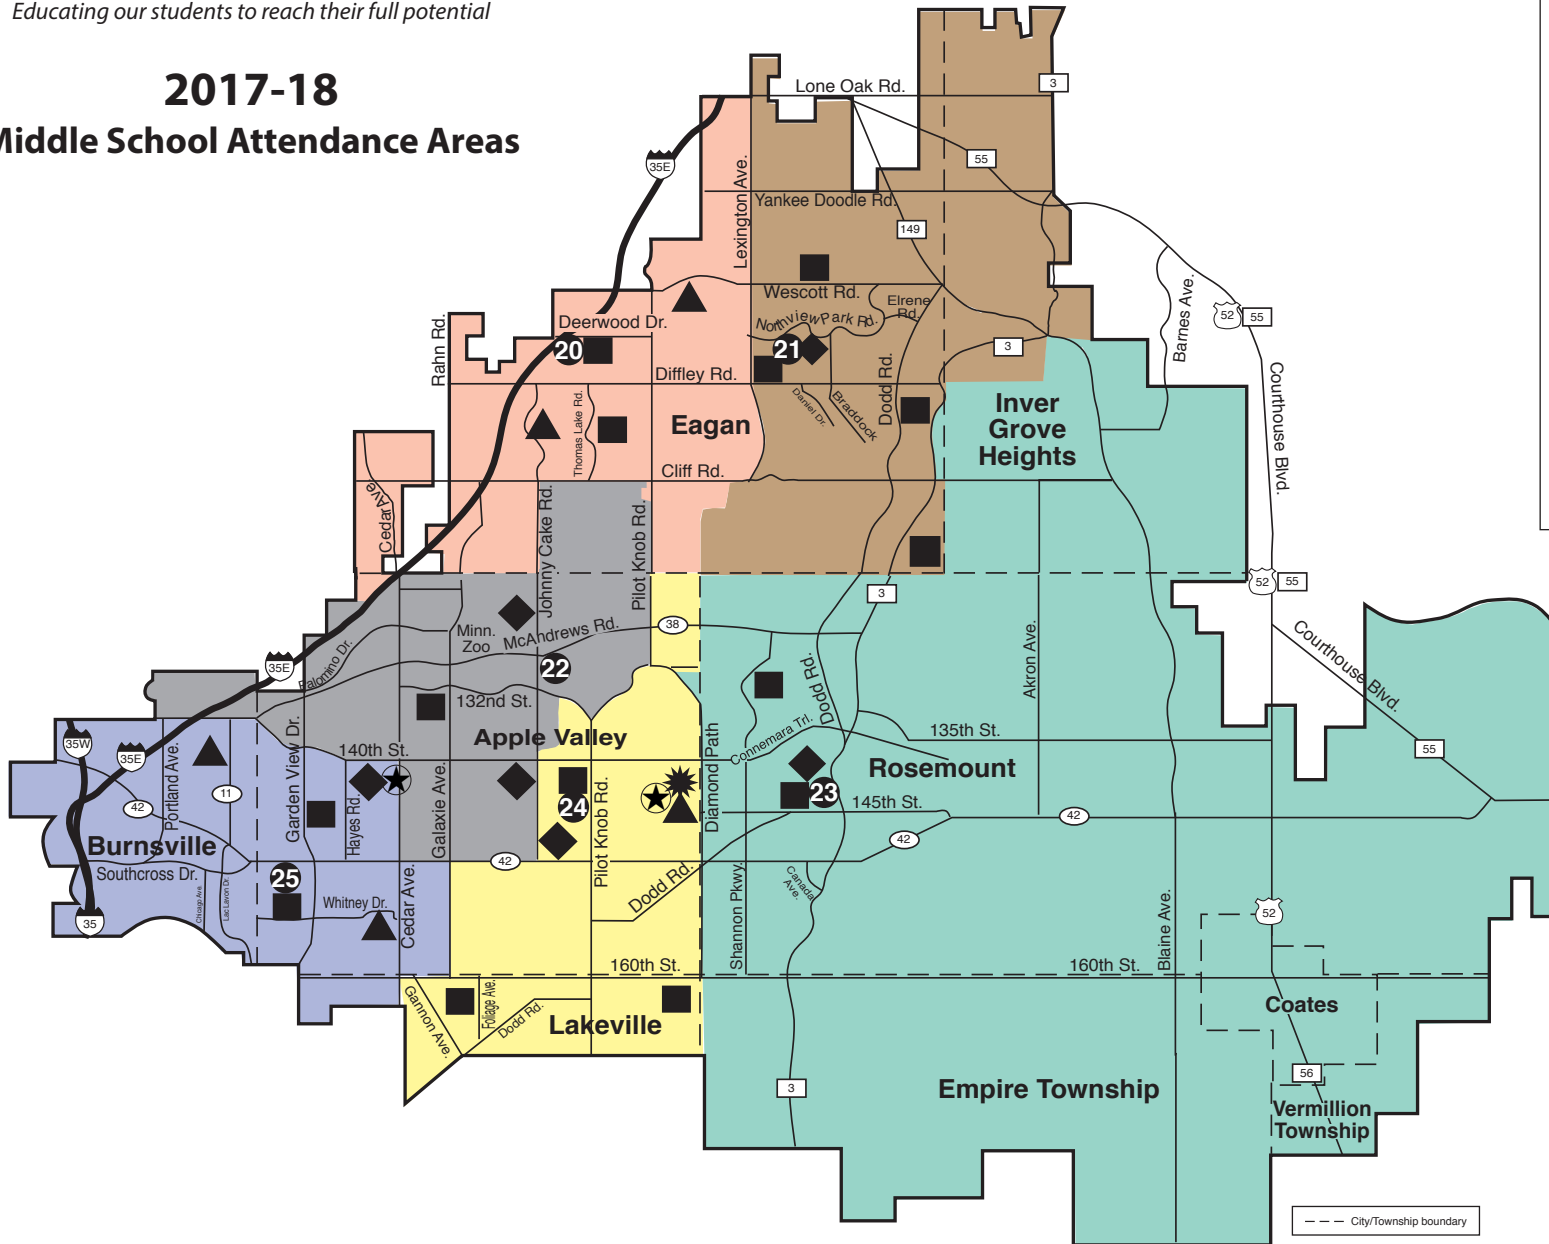 Educating our students to reach their full potential
2017-18
Middle School Attendance Areas
Lone Oak Rd.
3
35E
55
Lexington Ave.
Yankee Doodle Rd.
149
Wescott Rd.
Elrene
Rd.
Barnes Ave.
52
55
Rahn Rd.
Deerwood Dr.
Northview Park Rd.
20
21
3
Diffley Rd.
Dodd Rd.
Courthouse Blvd.
Thomas Lake Rd.
Daniel Dr.
Braddock
Eagan
Inver
Grove
Heights
Cliff Rd.
Cedar Ave.
Johnny Cake Rd.
Pilot Knob Rd.
52
55
3
38
Minn.
Zoo
McAndrews Rd.
Courthouse Blvd.
Palomino Dr.
35E
22
Akron Ave.
Dodd Rd.
132nd St.
Connemara Trl.
135th St.
35W
35E
Portland Ave.
Garden View Dr.
140th St.
Apple Valley
Diamond Path
Rosemount
55
42
11
Hayes Rd.
Galaxie Ave.
24
Pilot Knob Rd.
23
145th St.
42
Burnsville
42
42
Southcross Dr.
25
Chicago Ave.
Lac Lavon Dr.
Whitney Dr.
Cedar Ave.
Dodd Rd.
Shannon Pkwy.
Canada
Ave.
Blaine Ave.
52
35
160th St.
160th St.
Gannon Ave.
Foliage Ave.
Dodd Rd.
Lakeville
Coates
56
3
Empire Township
Vermillion
Township
City/Township boundary